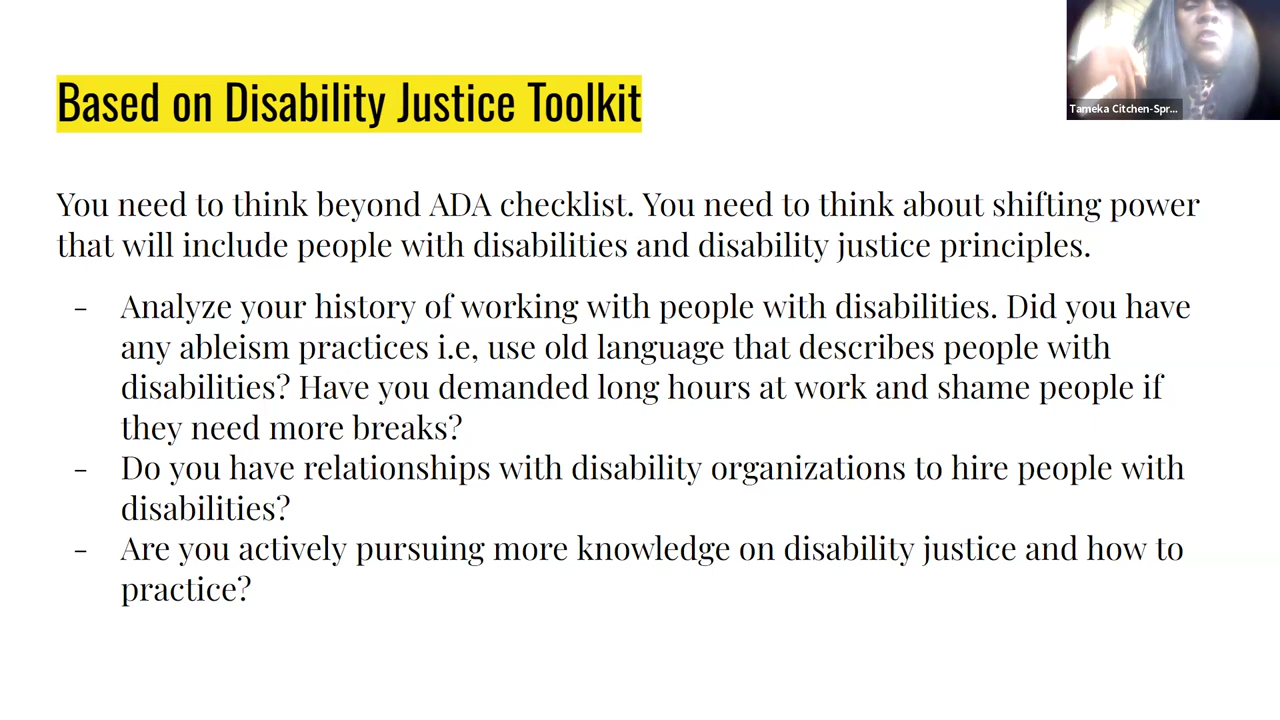 Based on Disability Justice Toolkit
Tameka Citchen-Spr...
You need to think beyond ADA checklist. You need to think about shifting power
that will include people with disabilities and disability justice principles.
- Analyze your history of working with people with disabilities. Did you have
any ableism practices i.e, use old language that describes people with
disabilities? Have you demanded long hours at work and shame people if
they need more breaks?
- Do you have relationships with disability organizations to hire people with
disabilities?
- Are you actively pursuing more knowledge on disability justice and how to
practice?